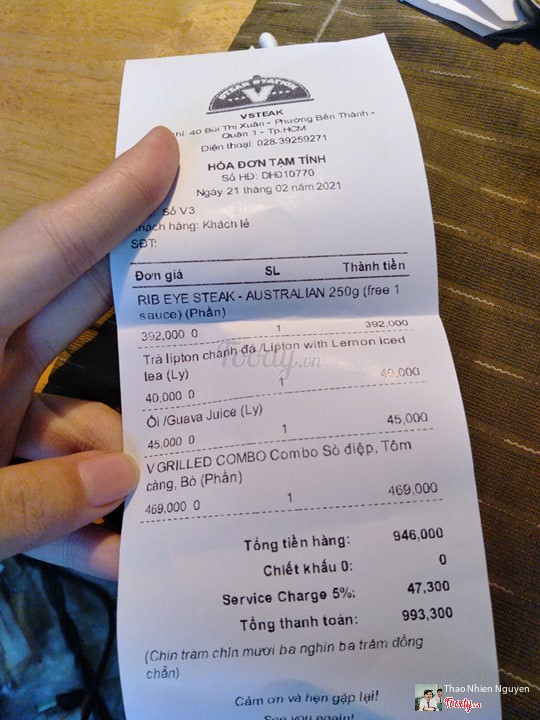 STEAK STATION
V
VSTEAK
chỉ: 40 Bùi Thị Xuân - Phường Bến Thành -
Quận 1 - Tp.HCM
Điện thoại: 028-39259271
HÓA ĐƠN TẠM TÍNH
Số HĐ: DH010770
Ngày 21 tháng 02 năm 2021
Số V3
Khách hàng: Khách lẻ
SĐT:
Đơn giá SL Thành tiền
RIB EYE STEAK - AUSTRALIAN 250g (free 1
sauce) (Phần)
392,000 0 1 392,000
Trà lipton chanh đá /Lipton with Lemon Iced
tea (Ly)
40,000 0 1 40,000
Ổi /Guava Juice (Ly)
45,000 0 1 45,000
V GRILLED COMBO Combo Sò điệp, Tôm
càng, Bò (Phần)
469,000 0 1 469,000
Tổng tiền hàng: 946,000
Chiết khấu 0: 0
Service Charge 5%: 47,300
Tổng thanh toán: 993,300
(Chín trăm chín mươi ba nghìn ba trăm đồng
chẵn)
Cảm ơn và hẹn gặp lại!
See you again!
Foody.vn
Thao Nhien Nguyen
Foody.vn